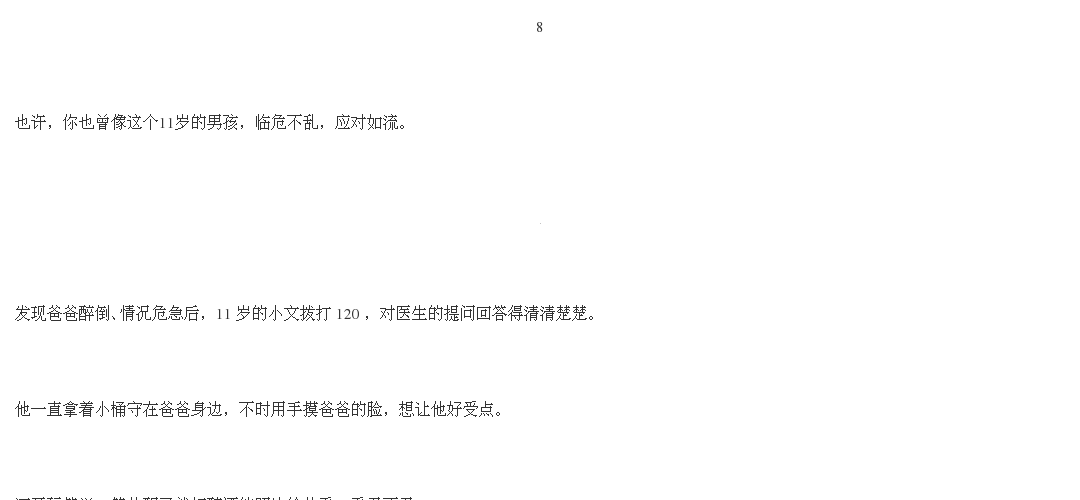 8
也许，你也曾像这个11岁的男孩，临危不乱，应对如流。
发现爸爸醉倒、情况危急后，11 岁的小文拨打 120 ，对医生的提问回答得清清楚楚。
他一直拿着小桶守在爸爸身边，不时用手摸爸爸的脸，想让他好受点。